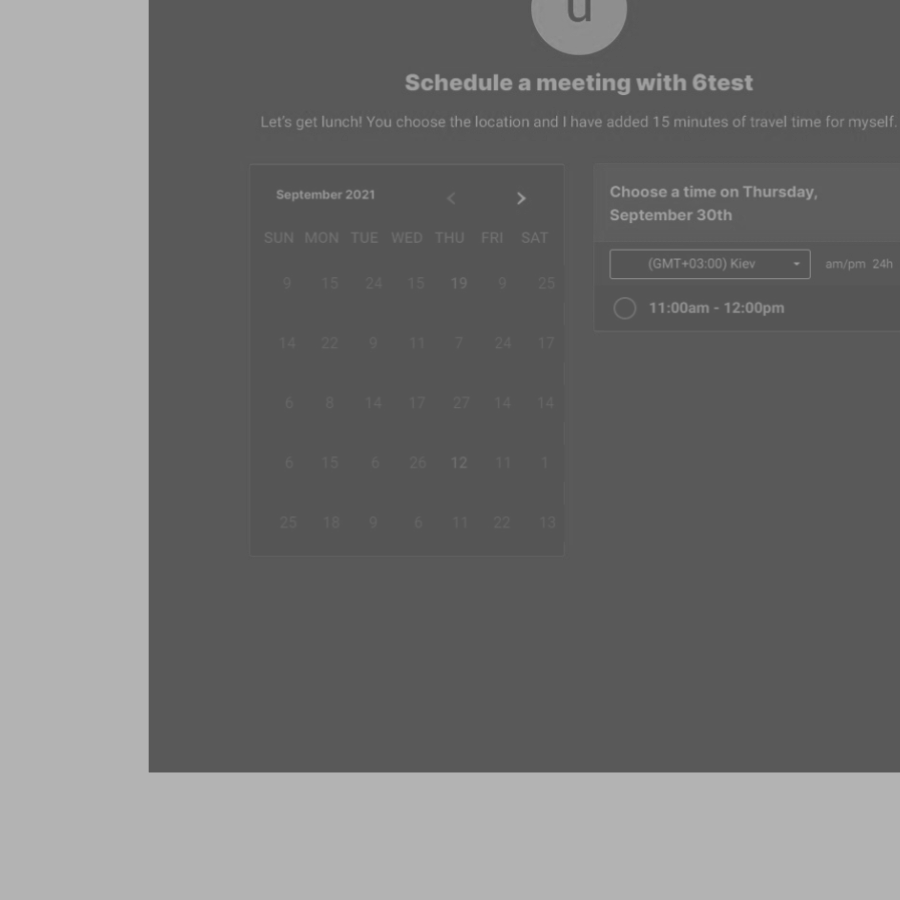 u
Schedule a meeting with 6test
Let's get lunch! You choose the location and I have added 15 minutes of travel time for myself.
September 2021
SUN MON TUE WED THU FRI SAT
9 15 24 15 19 9 25
14 22 9 11 7 24 17
6 8 14 17 27 14 14
6 15 6 26 12 11 1
25 18 9 6 11 22 13
Choose a time on Thursday,
September 30th
(GMT+03:00) Kiev am/pm 24h
11:00am - 12:00pm